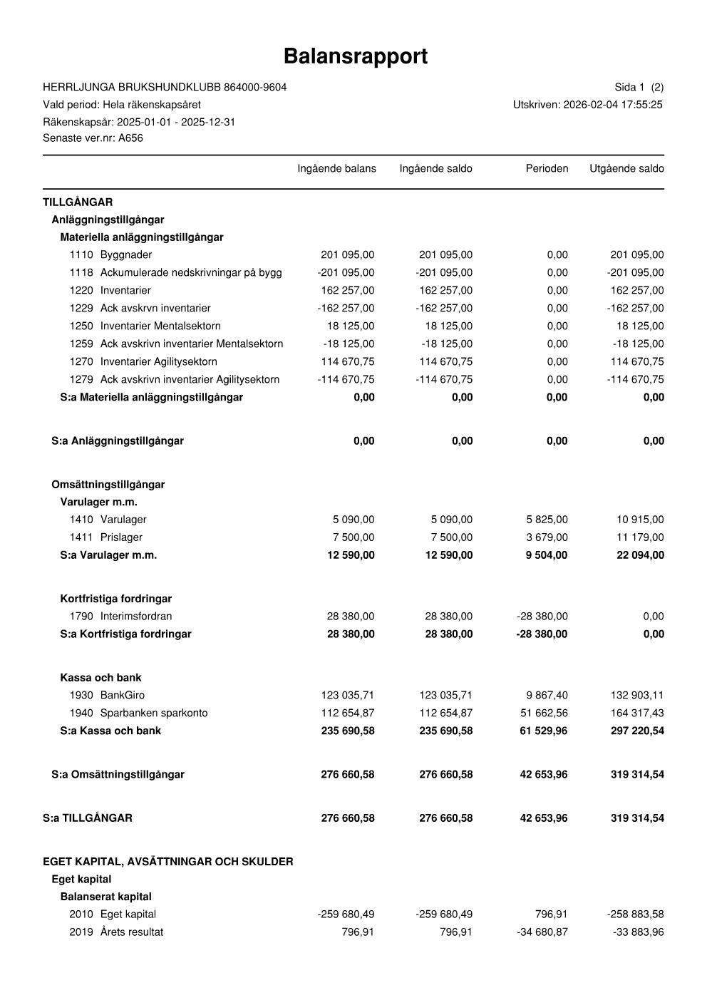 Balansrapport
HERRLJUNGA BRUKSHUNDKLUBB 864000-9604 Sida 1 (2)
Vald period: Hela räkenskapsåret Utskriven: 2026-02-04 17:55:25
Räkenskapsår: 2025-01-01 - 2025-12-31
Senaste ver.nr: A656
Ingående balans Ingående saldo Perioden Utgående saldo
TILLGÅNGAR
Anläggningstillgångar
Materiella anläggningstillgångar
1110 Byggnader 201 095,00 201 095,00 0,00 201 095,00
1118 Ackumulerade nedskrivningar på bygg -201 095,00 -201 095,00 0,00 -201 095,00
1220 Inventarier 162 257,00 162 257,00 0,00 162 257,00
1229 Ack avskrvn inventarier -162 257,00 -162 257,00 0,00 -162 257,00
1250 Inventarier Mentalsektorn 18 125,00 18 125,00 0,00 18 125,00
1259 Ack avskrivn inventarier Mentalsektorn -18 125,00 -18 125,00 0,00 -18 125,00
1270 Inventarier Agilitysektorn 114 670,75 114 670,75 0,00 114 670,75
1279 Ack avskrivn inventarier Agilitysektorn -114 670,75 -114 670,75 0,00 -114 670,75
S:a Materiella anläggningstillgångar 0,00 0,00 0,00 0,00
S:a Anläggningstillgångar 0,00 0,00 0,00 0,00
Omsättningstillgångar
Varulager m.m.
1410 Varulager 5 090,00 5 090,00 5 825,00 10 915,00
1411 Prislager 7 500,00 7 500,00 3 679,00 11 179,00
S:a Varulager m.m. 12 590,00 12 590,00 9 504,00 22 094,00
Kortfristiga fordringar
1790 Interimsfordran 28 380,00 28 380,00 -28 380,00 0,00
S:a Kortfristiga fordringar 28 380,00 28 380,00 -28 380,00 0,00
Kassa och bank
1930 BankGiro 123 035,71 123 035,71 9 867,40 132 903,11
1940 Sparbanken sparkonto 112 654,87 112 654,87 51 662,56 164 317,43
S:a Kassa och bank 235 690,58 235 690,58 61 529,96 297 220,54
S:a Omsättningstillgångar 276 660,58 276 660,58 42 653,96 319 314,54
S:a TILLGÅNGAR 276 660,58 276 660,58 42 653,96 319 314,54
EGET KAPITAL, AVSÄTTNINGAR OCH SKULDER
Eget kapital
Balanserat kapital
2010 Eget kapital -259 680,49 -259 680,49 796,91 -258 883,58
2019 Årets resultat 796,91 796,91 -34 680,87 -33 883,96